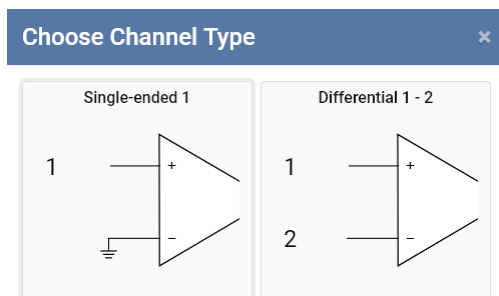 Choose Channel Type ×
Single-ended 1
1
+
−
Differential 1 - 2
1
+
2
−